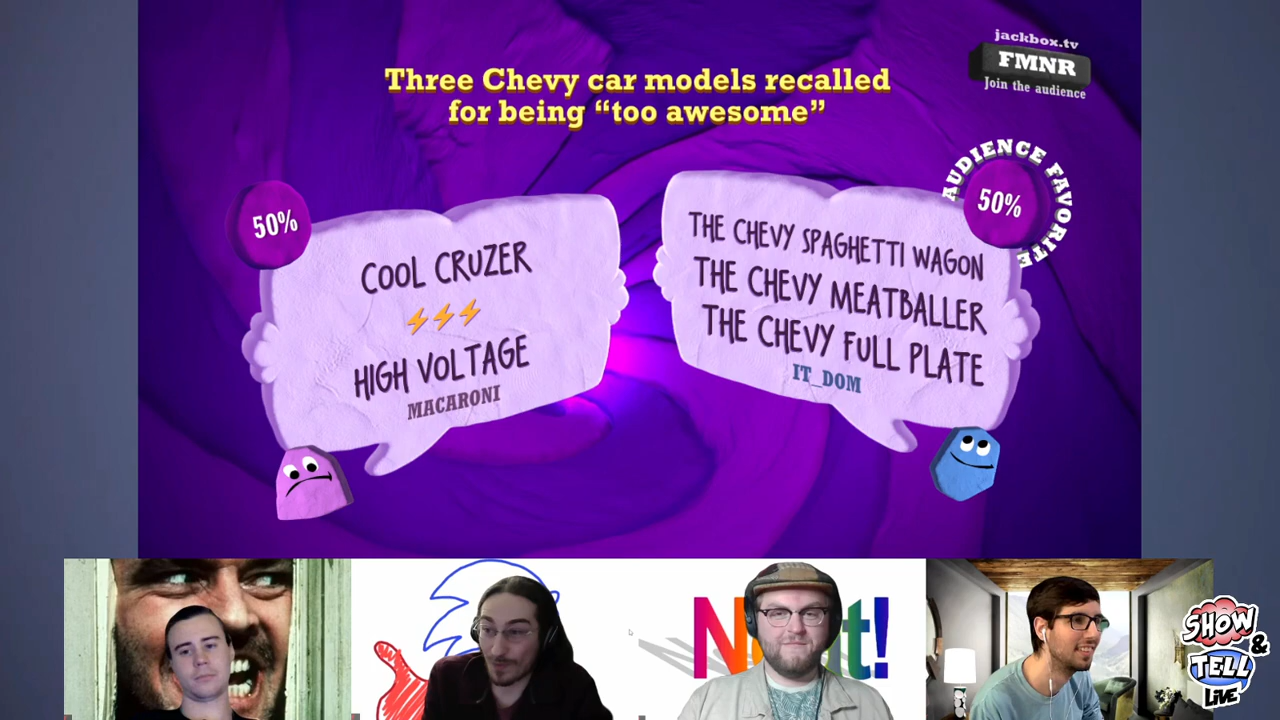 jackbox.tv
FMNR
Join the audience
Three Chevy car models recalled
for being “too awesome”
50%
COOL CRUZER
⚡⚡⚡
HIGH VOLTAGE
MACARONI
AUDIENCE FAVORITE
50%
THE CHEVY SPAGHETTI WAGON
THE CHEVY MEATBALLER
THE CHEVY FULL PLATE
IT_DOM
SHOW
&
TELL
LIVE